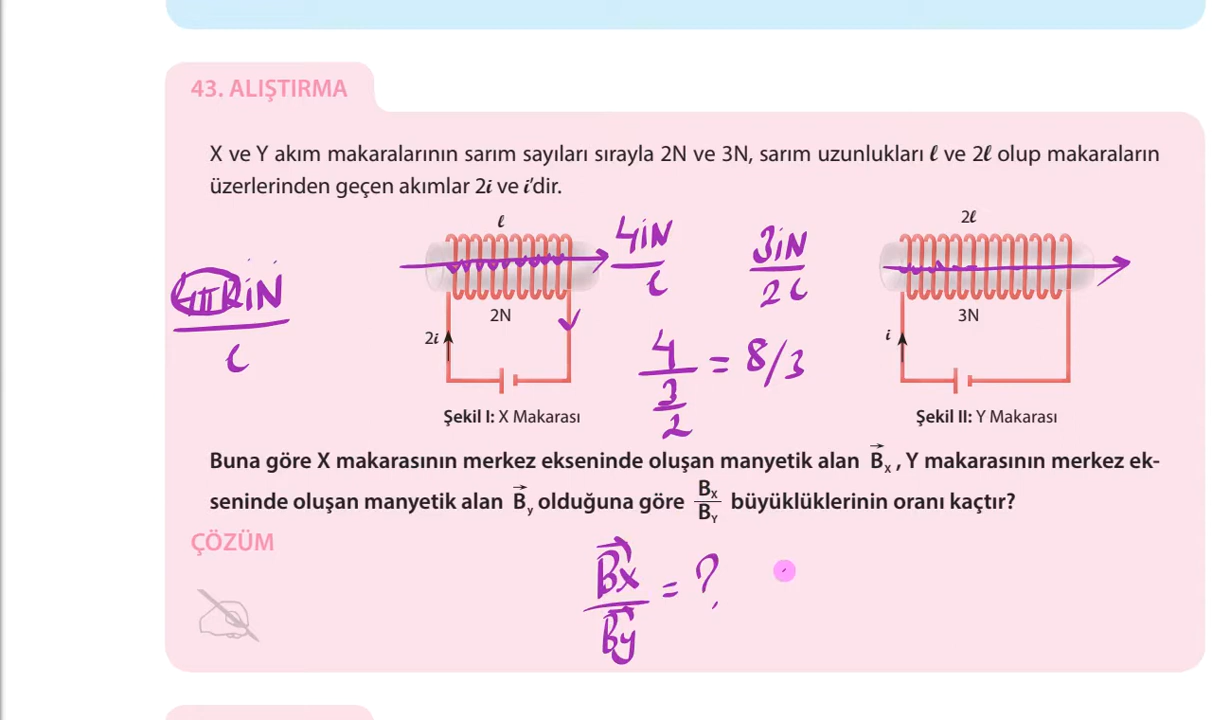 43. ALIŞTIRMA
X ve Y akım makaralarının sarım sayıları sırayla 2N ve 3N, sarım uzunlukları ℓ ve 2ℓ olup makaraların
üzerlerinden geçen akımlar 2i ve i'dir.
ℓ
2ℓ
4iN
ℓ
3iN
2ℓ
4πKiN
ℓ
2N
3N
2i
i
4
3
2
= 8/3
Şekil I: X Makarası
Şekil II: Y Makarası
Buna göre X makarasının merkez ekseninde oluşan manyetik alan B⃗x , Y makarasının merkez ek-
seninde oluşan manyetik alan B⃗y olduğuna göre Bx/BY büyüklüklerinin oranı kaçtır?
ÇÖZÜM
B⃗x
B⃗y
= ?